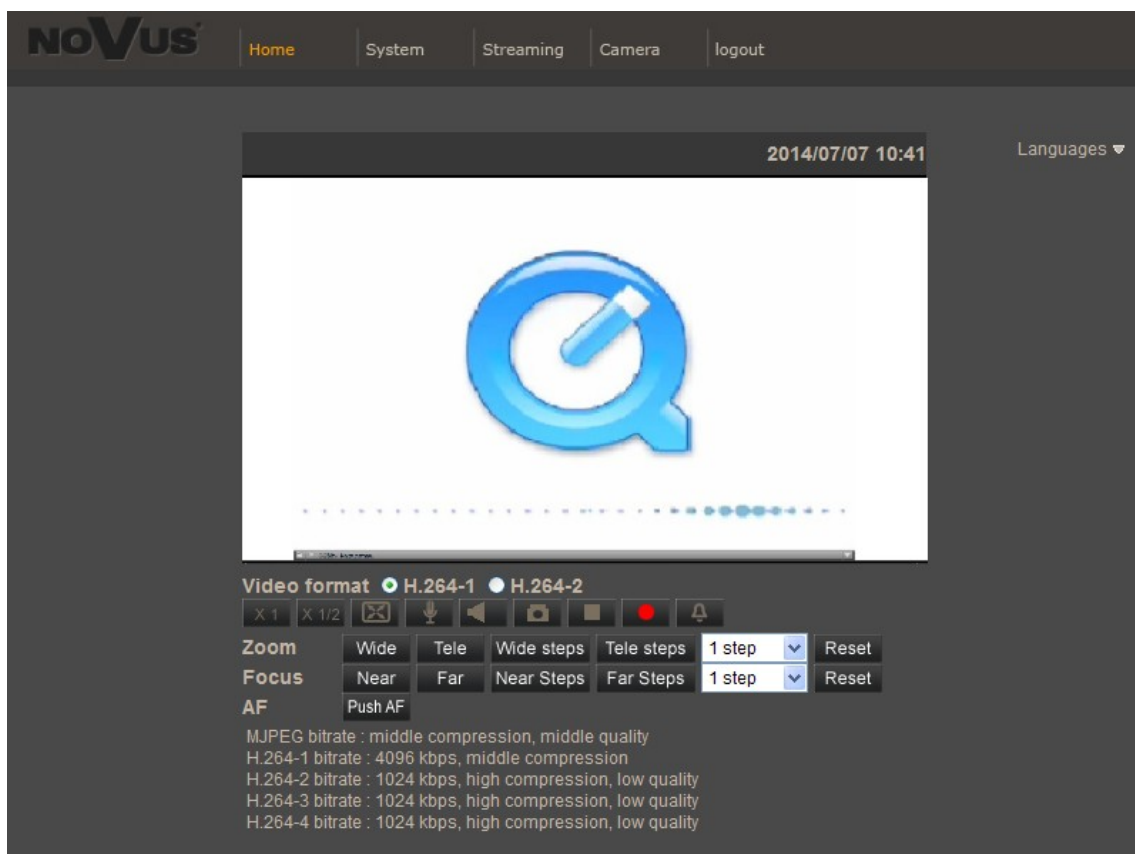 NOVUS
Home System Streaming Camera logout
2014/07/07 10:41 Languages
Video format H.264-1 H.264-2
X 1 X 1/2
Zoom Wide Tele Wide steps Tele steps 1 step Reset
Focus Near Far Near Steps Far Steps 1 step Reset
AF Push AF
MJPEG bitrate : middle compression, middle quality
H.264-1 bitrate : 4096 kbps, middle compression
H.264-2 bitrate : 1024 kbps, high compression, low quality
H.264-3 bitrate : 1024 kbps, high compression, low quality
H.264-4 bitrate : 1024 kbps, high compression, low quality